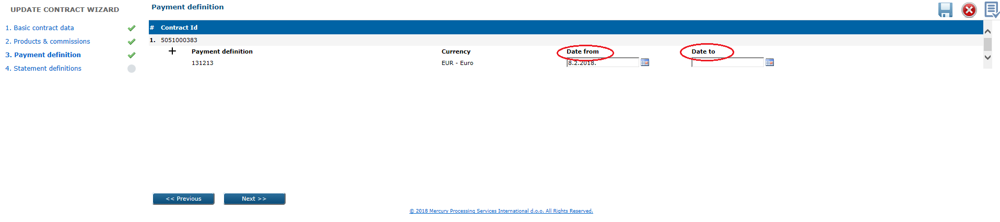 UPDATE CONTRACT WIZARD
1. Basic contract data
2. Products & commissions
3. Payment definition
4. Statement definitions
Payment definition
# Contract Id
1. 5051000383
Payment definition Currency Date from Date to
131213 EUR - Euro 8.2.2018.
<< Previous Next >>
© 2018 Mercury Processing Services International d.o.o. All Rights Reserved.